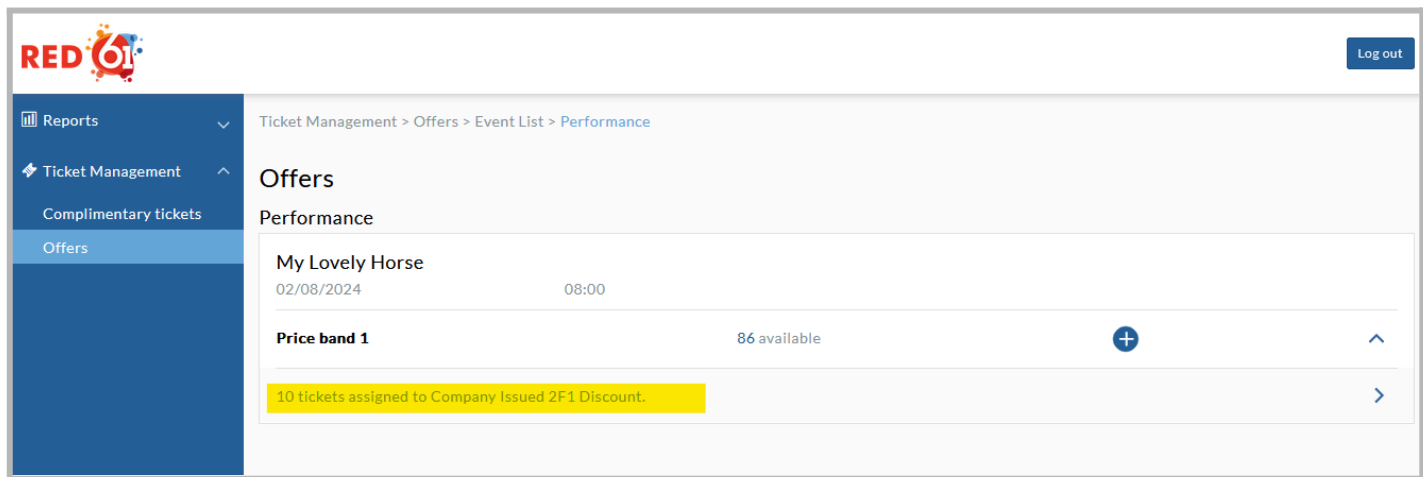 RED 61
Log out
Reports
Ticket Management > Offers > Event List > Performance
Ticket Management
Offers
Complimentary tickets
Performance
Offers
My Lovely Horse
02/08/2024 08:00
Price band 1 86 available
10 tickets assigned to Company Issued 2F1 Discount.